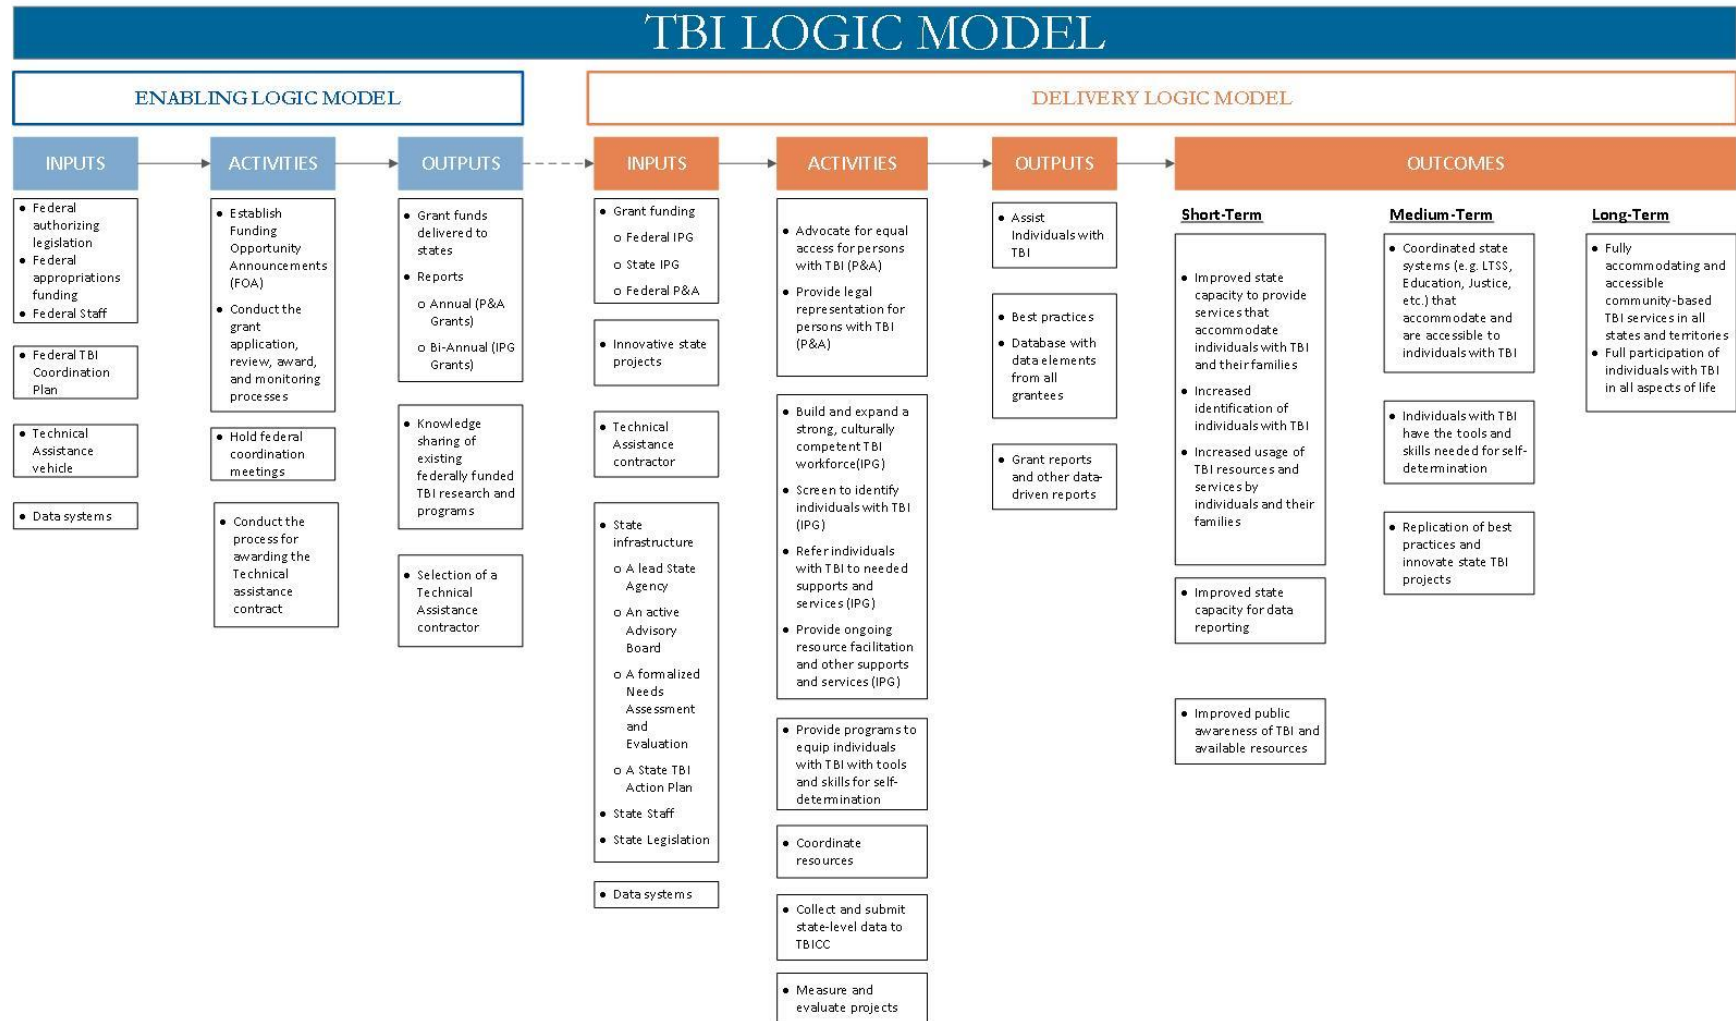 TBI LOGIC MODEL
ENABLING LOGIC MODEL
DELIVERY LOGIC MODEL
INPUTS
● Federal
authorizing
legislation
● Federal
appropriations
funding
● Federal Staff
● Federal TBI
Coordination
Plan
● Technical
Assistance
vehicle
● Data systems
ACTIVITIES
● Establish
Funding
Opportunity
Announcements
(FOA)
● Conduct the
grant
application,
review, award,
and monitoring
processes
● Hold federal
coordination
meetings
● Conduct the
process for
awarding the
Technical
assistance
contract
OUTPUTS
● Grant funds
delivered to
states
● Reports
o Annual (P&A
Grants)
o Bi-Annual (IPG
Grants)
● Knowledge
sharing of
existing
federally funded
TBI research and
programs
● Selection of a
Technical
Assistance
contractor
INPUTS
● Grant funding
o Federal IPG
o State IPG
o Federal P&A
● Innovative state
projects
● Technical
Assistance
contractor
● State
infrastructure
o A lead State
Agency
o An active
Advisory
Board
o A formalized
Needs
Assessment
and
Evaluation
o A State TBI
Action Plan
● State Staff
● State Legislation
● Data systems
ACTIVITIES
● Advocate for equal
access for persons
with TBI (P&A)
● Provide legal
representation for
persons with TBI
(P&A)
● Build and expand a
strong, culturally
competent TBI
workforce(IPG)
● Screen to identify
individuals with TBI
(IPG)
● Refer individuals
with TBI to needed
supports and
services (IPG)
● Provide ongoing
resource facilitation
and other supports
and services (IPG)
● Provide programs to
equip individuals
with TBI with tools
and skills for self-
determination
● Coordinate
resources
● Collect and submit
state-level data to
TBICC
● Measure and
evaluate projects
OUTPUTS
● Assist
Individuals with
TBI
● Best practices
● Database with
data elements
from all
grantees
● Grant reports
and other data-
driven reports
OUTCOMES
Short-Term
● Improved state
capacity to provide
services that
accommodate
individuals with TBI
and their families
● Increased
identification of
individuals with TBI
● Increased usage of
TBI resources and
services by
individuals and their
families
● Improved state
capacity for data
reporting
● Improved public
awareness of TBI and
available resources
Medium-Term
● Coordinated state
systems (e.g. LTSS,
Education, Justice,
etc.) that
accommodate and
are accessible to
individuals with TBI
● Individuals with TBI
have the tools and
skills needed for self-
determination
● Replication of best
practices and
innovate state TBI
projects
Long-Term
● Fully
accommodating and
accessible
community-based
TBI services in all
states and territories
● Full participation of
individuals with TBI
in all aspects of life